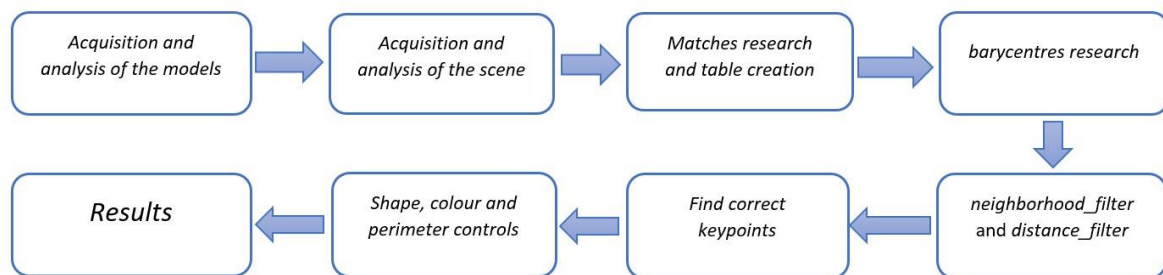 Acquisition and
analysis of the models
Acquisition and
analysis of the scene
Matches research
and table creation
barycentres research
neighborhood_filter
and distance_filter
Find correct
keypoints
Shape, colour and
perimeter controls
Results